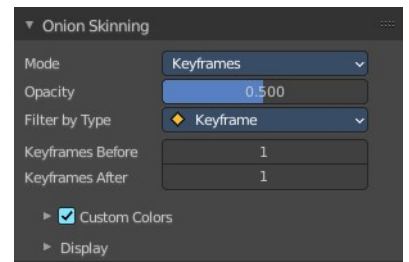 Onion Skinning
Mode Keyframes
Opacity 0.500
Filter by Type Keyframe
Keyframes Before 1
Keyframes After 1
Custom Colors
Display